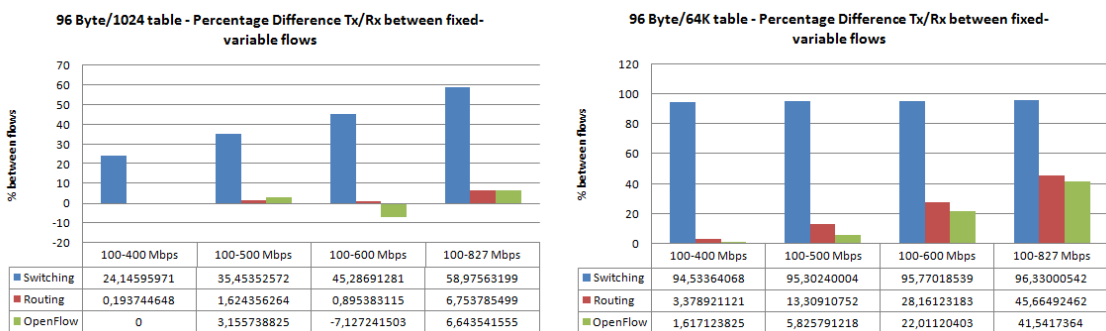 96 Byte/1024 table - Percentage Difference Tx/Rx between fixed-
variable flows
% between flows
70
60
50
40
30
20
10
0
-10
-20
100-400 Mbps 100-500 Mbps 100-600 Mbps 100-827 Mbps
Switching 24,14595971 35,45352572 45,28691281 58,97563199
Routing 0,193744648 1,624356264 0,895383115 6,753785499
OpenFlow 0 3,155738825 -7,127241503 6,643541555
96 Byte/64K table - Percentage Difference Tx/Rx between fixed-
variable flows
% between flows
120
100
80
60
40
20
0
100-400 Mbps 100-500 Mbps 100-600 Mbps 100-827 Mbps
Switching 94,53364068 95,30240004 95,77018539 96,33000542
Routing 3,378921121 13,30910752 28,16123183 45,66492462
OpenFlow 1,617123825 5,825791218 22,01120403 41,5417364